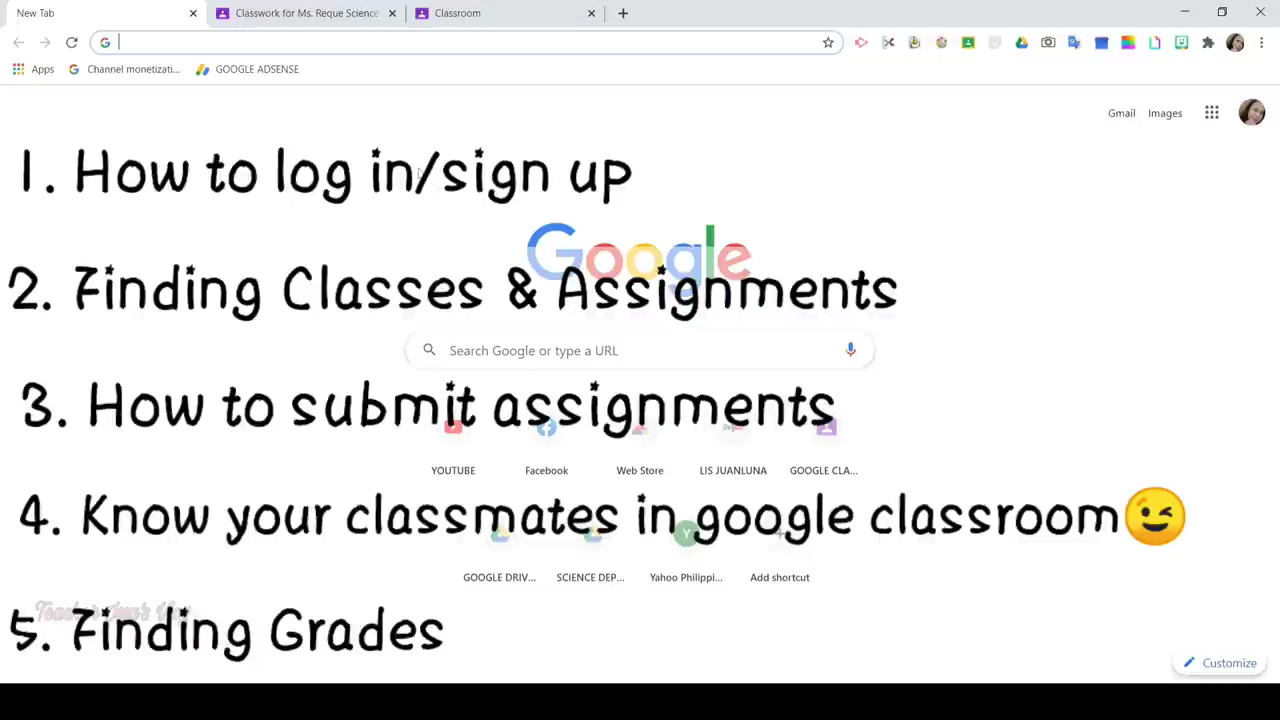 New Tab
Classwork for Ms. Reque Science
Classroom
Apps
Channel monetizati...
GOOGLE ADSENSE
Gmail
Images
1. How to log in/sign up
Google
2. Finding Classes & Assignments
Search Google or type a URL
3. How to submit assignments
YOUTUBE
Facebook
Web Store
LIS JUANLUNA
GOOGLE CLA...
4. Know your classmates in google classroom😉
GOOGLE DRIV...
SCIENCE DEP...
Yahoo Philippi...
Add shortcut
5. Finding Grades
Customize